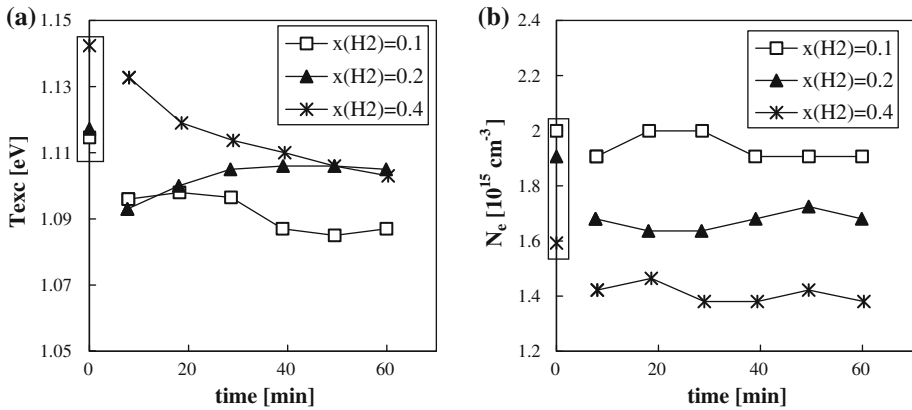 (a)
1.15
1.13
1.11
1.09
1.07
1.05
Texc [eV]
x(H2)=0.1
x(H2)=0.2
x(H2)=0.4
0
20
40
60
time [min]
(b)
2.4
2.2
2
1.8
1.6
1.4
1.2
Nₑ [10¹⁵ cm⁻³]
x(H2)=0.1
x(H2)=0.2
x(H2)=0.4
0
20
40
60
time [min]